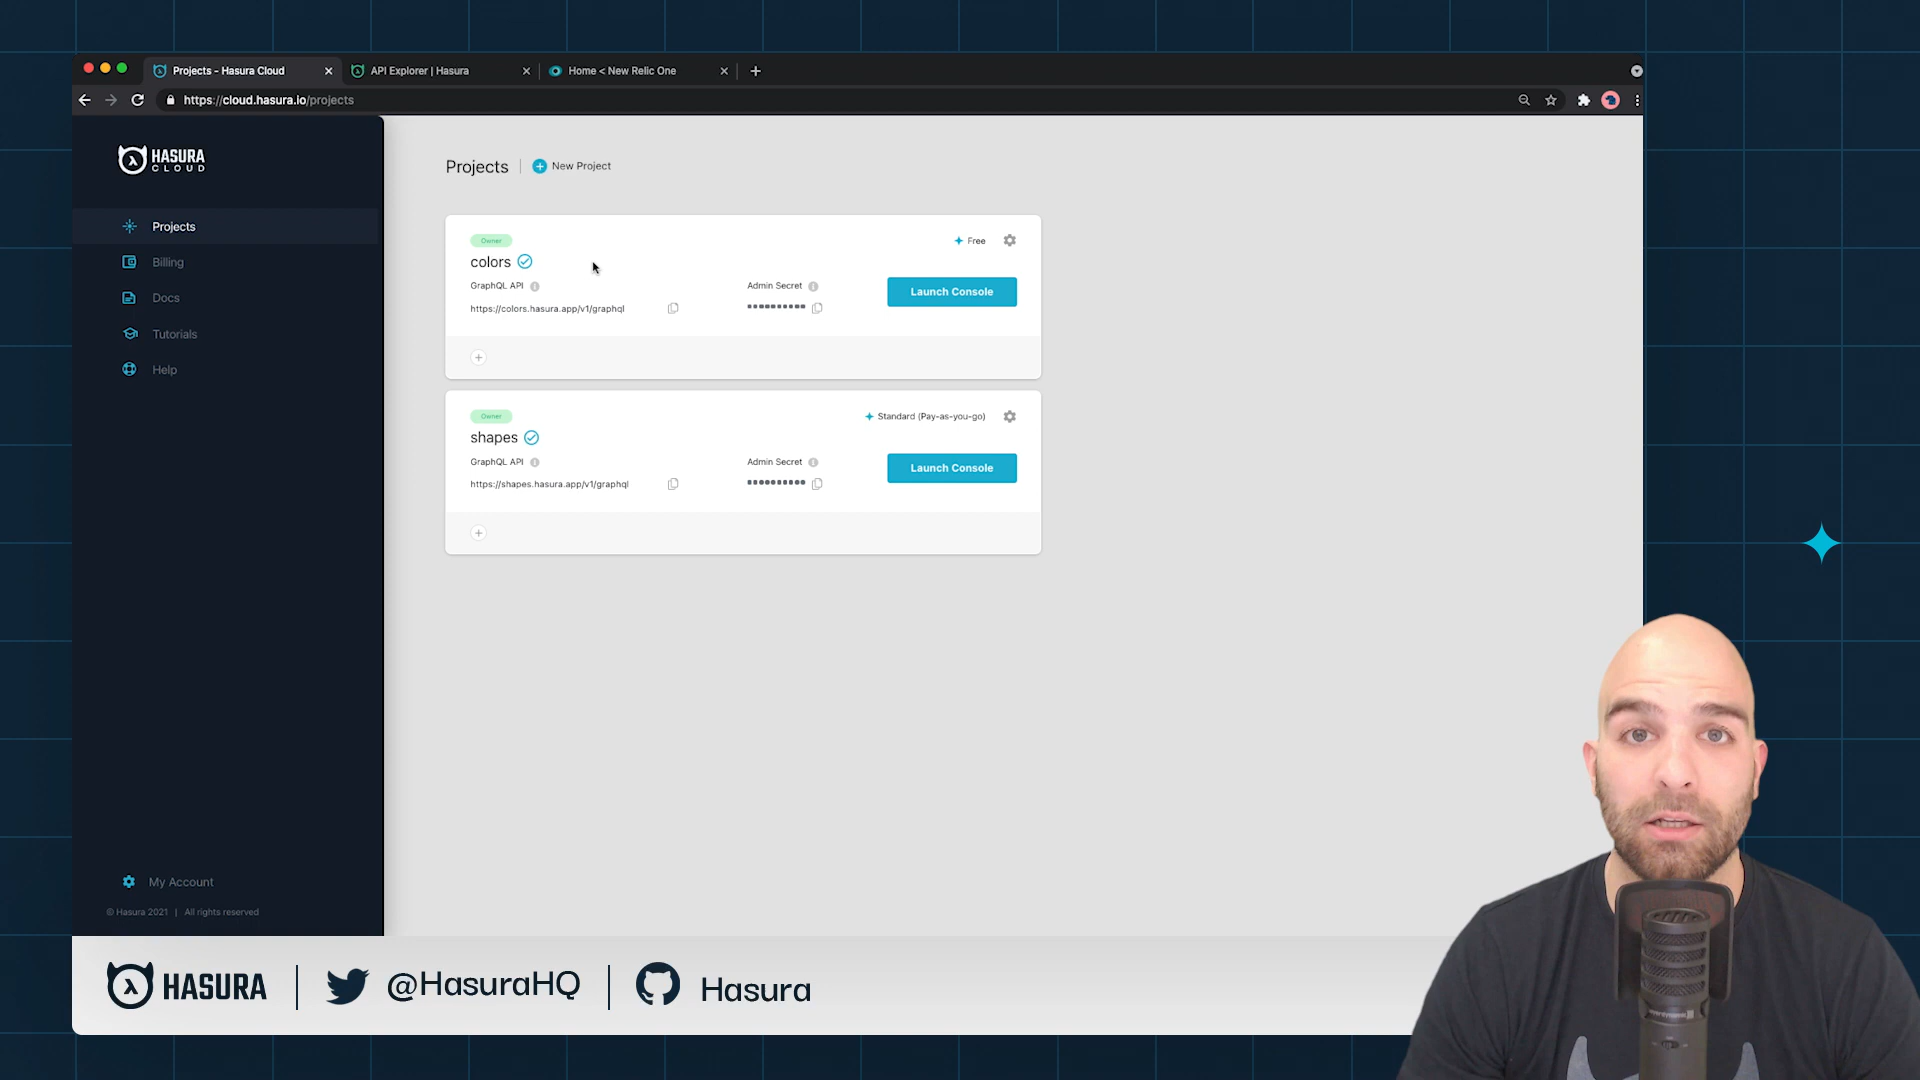 Projects – Hasura Cloud
API Explorer | Hasura
Home < New Relic One
https://cloud.hasura.io/projects
HASURA
CLOUD
Projects
Billing
Docs
Tutorials
Help
My Account
© Hasura 2021 | All rights reserved
Projects | New Project
Owner
Free
colors
GraphQL API
https://colors.hasura.app/v1/graphql
Admin Secret
Launch Console
Owner
Standard (Pay-as-you-go)
shapes
GraphQL API
https://shapes.hasura.app/v1/graphql
Admin Secret
Launch Console
HASURA
@HasuraHQ
Hasura